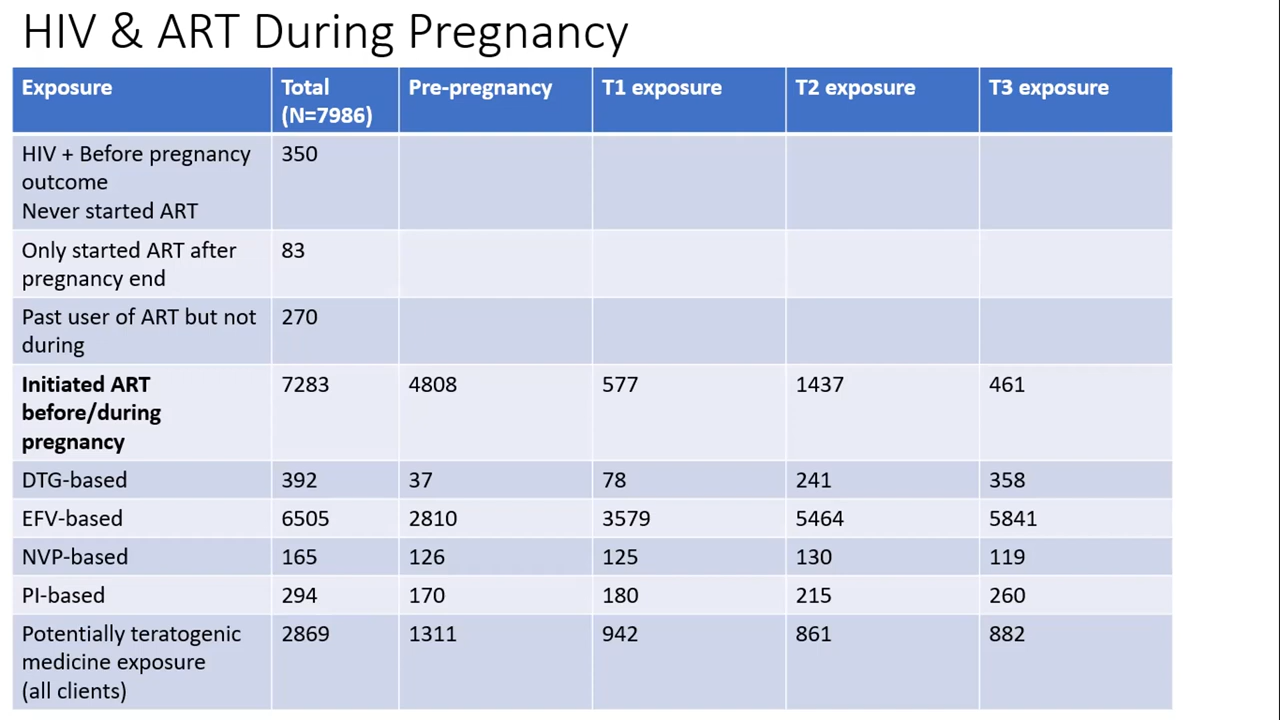 HIV & ART During Pregnancy
Exposure Total (N=7986) Pre-pregnancy T1 exposure T2 exposure T3 exposure
HIV + Before pregnancy outcome Never started ART 350
Only started ART after pregnancy end 83
Past user of ART but not during 270
Initiated ART before/during pregnancy 7283 4808 577 1437 461
DTG-based 392 37 78 241 358
EFV-based 6505 2810 3579 5464 5841
NVP-based 165 126 125 130 119
PI-based 294 170 180 215 260
Potentially teratogenic medicine exposure (all clients) 2869 1311 942 861 882